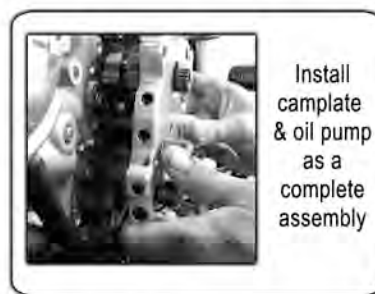 Install
camplate
& oil pump
as a
complete
assembly